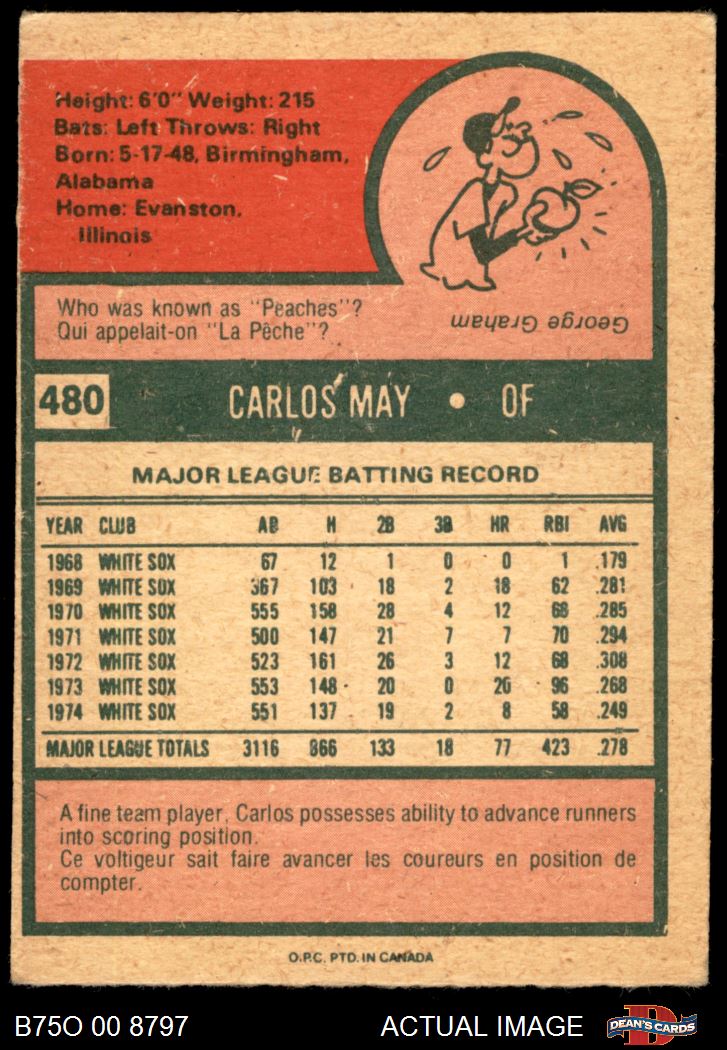 Height: 6'0" Weight: 215
Bats: Left Throws: Right
Born: 5-17-48, Birmingham,
Alabama
Home: Evanston,
Illinois
Who was known as "Peaches"?
Qui appelait-on "La Pêche"?
George Graham
480 CARLOS MAY • OF
MAJOR LEAGUE BATTING RECORD
YEAR CLUB AB H 2B 3B HR RBI AVG
1968 WHITE SOX 67 12 1 0 0 1 .179
1969 WHITE SOX 367 103 18 2 18 62 .281
1970 WHITE SOX 555 158 28 4 12 68 .285
1971 WHITE SOX 500 147 21 7 7 70 .294
1972 WHITE SOX 523 161 26 3 12 68 .308
1973 WHITE SOX 553 148 20 0 20 96 .268
1974 WHITE SOX 551 137 19 2 8 58 .249
MAJOR LEAGUE TOTALS 3116 866 133 18 77 423 .278
A fine team player, Carlos possesses ability to advance runners
into scoring position.
Ce voltigeur sait faire avancer les coureurs en position de
compter.
O.P.C. PTD. IN CANADA
B75O 00 8797
ACTUAL IMAGE
D
DEAN'S CARDS